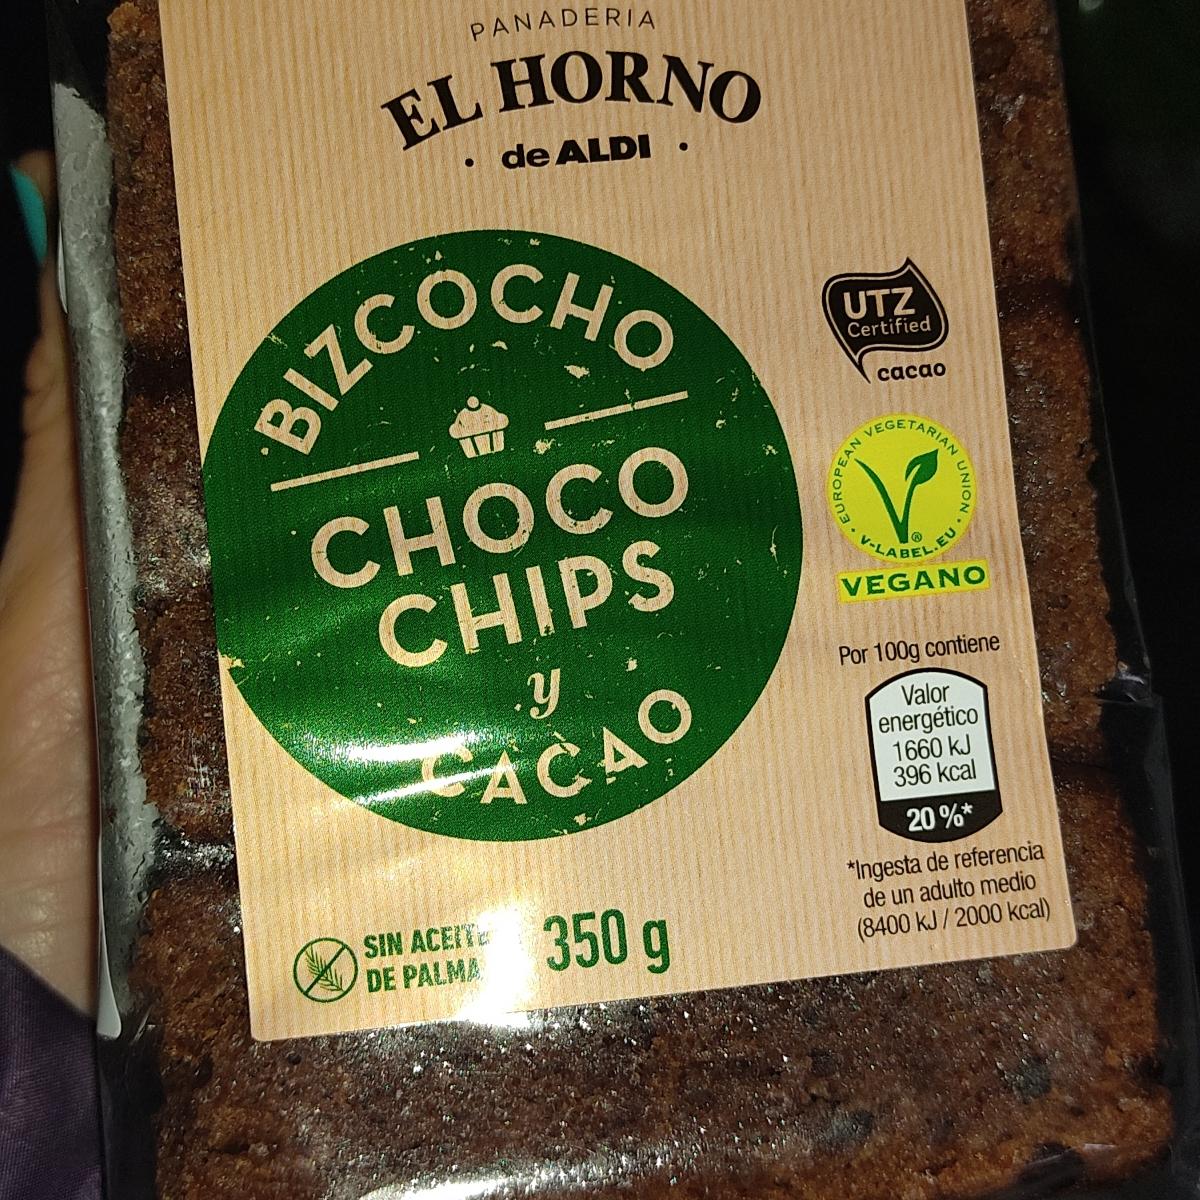 PANADERIA
EL HORNO
· de ALDI ·
BIZCOCHO
CHOCO
CHIPS
y
CACAO
UTZ
Certified
cacao
EUROPEAN VEGETARIAN UNION
· V-LABEL.EU ·
®
VEGANO
Por 100g contiene
Valor
energético
1660 kJ
396 kcal
20 %*
*Ingesta de referencia
de un adulto medio
(8400 kJ / 2000 kcal)
SIN ACEITE
DE PALMA
350 g